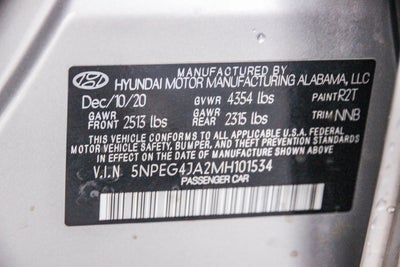 MANUFACTURED BY
HYUNDAI MOTOR MANUFACTURING ALABAMA, LLC
Dec/10/20 GVWR 4354 lbs PAINT R2T
GAWR FRONT 2513 lbs GAWR REAR 2315 lbs TRIM NNB
THIS VEHICLE CONFORMS TO ALL APPLICABLE U.S.A. FEDERAL
MOTOR VEHICLE SAFETY, BUMPER, AND THEFT PREVENTION STANDARDS
IN EFFECT ON THE DATE OF MANUFACTURE SHOWN ABOVE.
V.I.N 5NPEG4JA2MH101534
PASSENGER CAR